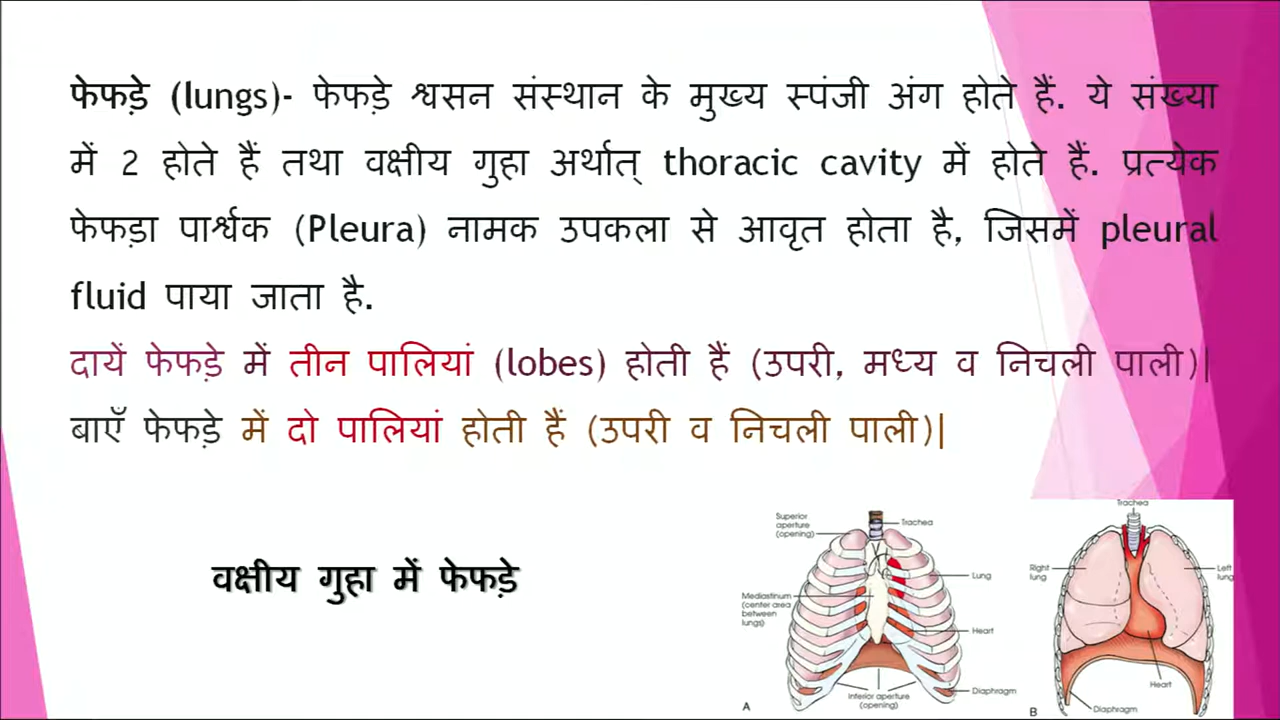 फेफड़े (lungs)- फेफड़े श्वसन संस्थान के मुख्य स्पंजी अंग होते हैं. ये संख्या
में 2 होते हैं तथा वक्षीय गुहा अर्थात् thoracic cavity में होते हैं. प्रत्येक
फेफड़ा पार्श्वक (Pleura) नामक उपकला से आवृत होता है, जिसमें pleural
fluid पाया जाता है.
दायें फेफड़े में तीन पालियां (lobes) होती हैं (उपरी, मध्य व निचली पाली)|
बाएँ फेफड़े में दो पालियां होती हैं (उपरी व निचली पाली)|
वक्षीय गुहा में फेफड़े
Superior
aperture
(opening)
Trachea
Lung
Mediastinum
(center area
between
lungs)
Heart
Inferior aperture
(opening)
Diaphragm
A
Trachea
Right
lung
Left
lung
Heart
Diaphragm
B